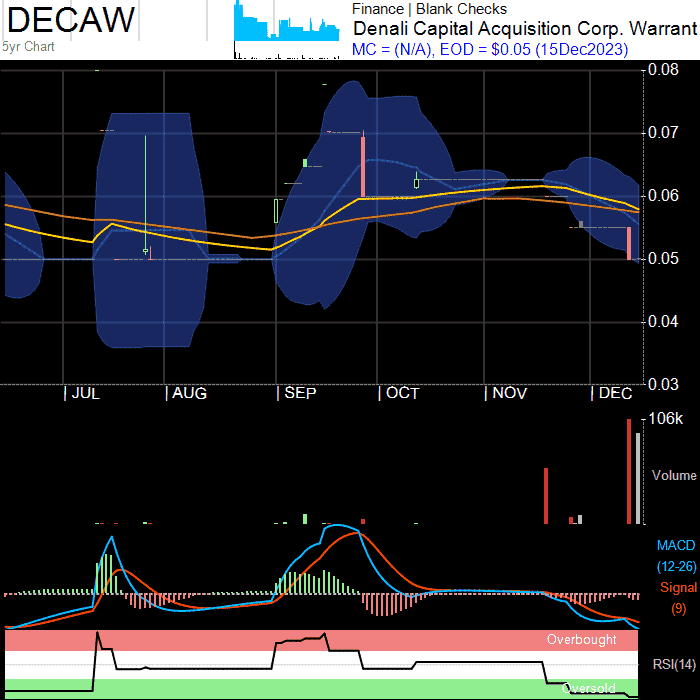 DECAW
5yr Chart
Finance | Blank Checks
Denali Capital Acquisition Corp. Warrant
MC = (N/A), EOD = $0.05 (15Dec2023)
0.08
0.07
0.06
0.05
0.04
0.03
| JUL | AUG | SEP | OCT | NOV | DEC
106k
Volume
MACD
(12-26)
Signal
(9)
Overbought
RSI(14)
Oversold